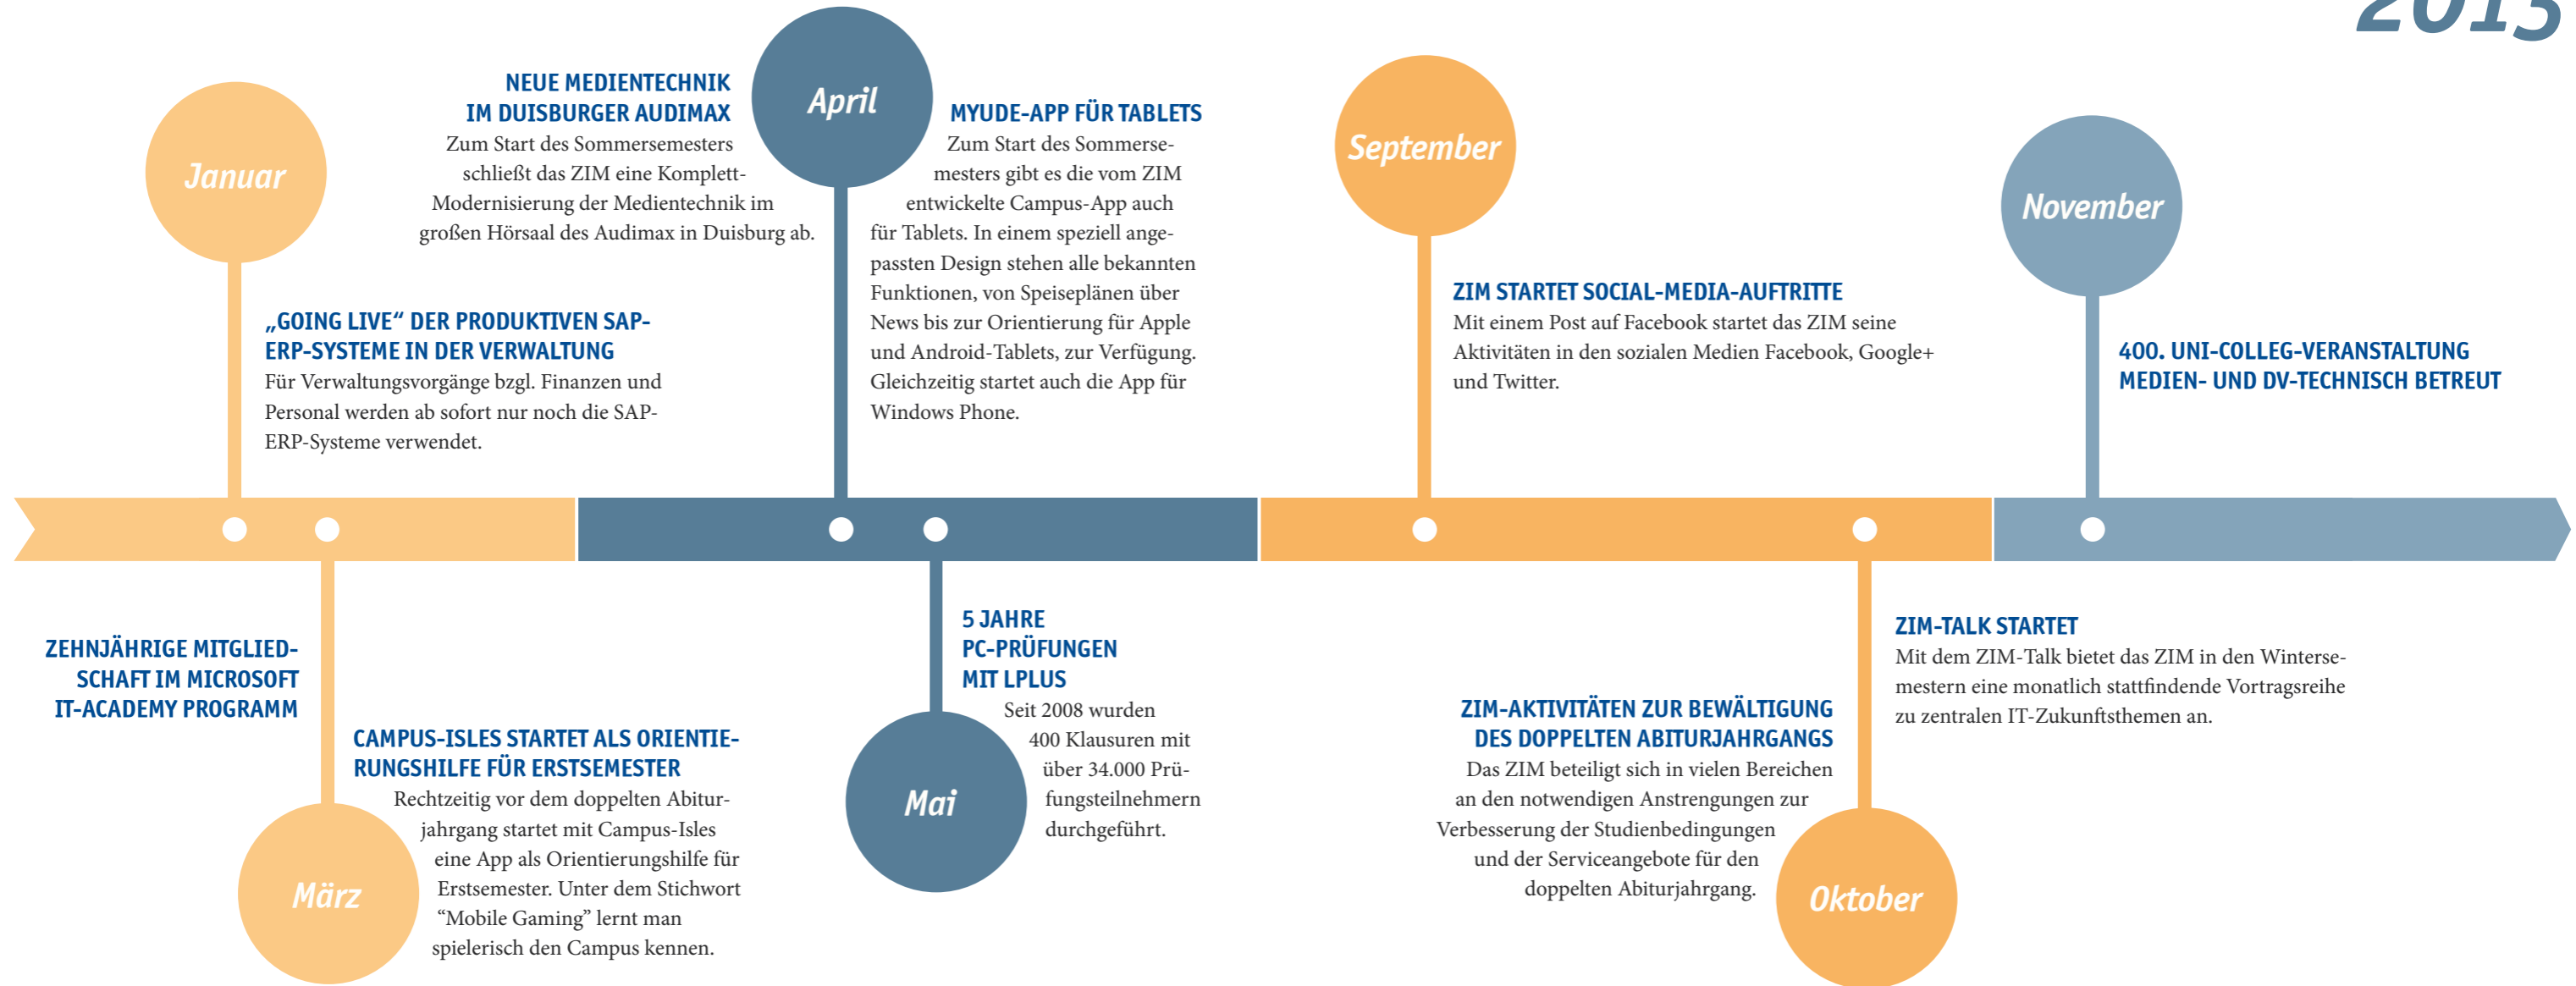 2013
Januar
„GOING LIVE“ DER PRODUKTIVEN SAP-
ERP-SYSTEME IN DER VERWALTUNG
Für Verwaltungsvorgänge bzgl. Finanzen und
Personal werden ab sofort nur noch die SAP-
ERP-Systeme verwendet.
ZEHNJÄHRIGE MITGLIED-
SCHAFT IM MICROSOFT
IT-ACADEMY PROGRAMM
März
CAMPUS-ISLES STARTET ALS ORIENTIE-
RUNGSHILFE FÜR ERSTSEMESTER
Rechtzeitig vor dem doppelten Abitur-
jahrgang startet mit Campus-Isles
eine App als Orientierungshilfe für
Erstsemester. Unter dem Stichwort
“Mobile Gaming” lernt man
spielerisch den Campus kennen.
NEUE MEDIENTECHNIK
IM DUISBURGER AUDIMAX
Zum Start des Sommersemesters
schließt das ZIM eine Komplett-
Modernisierung der Medientechnik im
großen Hörsaal des Audimax in Duisburg ab.
April
MYUDE-APP FÜR TABLETS
Zum Start des Sommerse-
mesters gibt es die vom ZIM
entwickelte Campus-App auch
für Tablets. In einem speziell ange-
passten Design stehen alle bekannten
Funktionen, von Speiseplänen über
News bis zur Orientierung für Apple
und Android-Tablets, zur Verfügung.
Gleichzeitig startet auch die App für
Windows Phone.
5 JAHRE
PC-PRÜFUNGEN
MIT LPLUS
Seit 2008 wurden
400 Klausuren mit
über 34.000 Prü-
fungsteilnehmern
durchgeführt.
Mai
September
ZIM STARTET SOCIAL-MEDIA-AUFTRITTE
Mit einem Post auf Facebook startet das ZIM seine
Aktivitäten in den sozialen Medien Facebook, Google+
und Twitter.
ZIM-AKTIVITÄTEN ZUR BEWÄLTIGUNG
DES DOPPELTEN ABITURJAHRGANGS
Das ZIM beteiligt sich in vielen Bereichen
an den notwendigen Anstrengungen zur
Verbesserung der Studienbedingungen
und der Serviceangebote für den
doppelten Abiturjahrgang.
Oktober
ZIM-TALK STARTET
Mit dem ZIM-Talk bietet das ZIM in den Winterse-
mestern eine monatlich stattfindende Vortragsreihe
zu zentralen IT-Zukunftsthemen an.
November
400. UNI-COLLEG-VERANSTALTUNG
MEDIEN- UND DV-TECHNISCH BETREUT